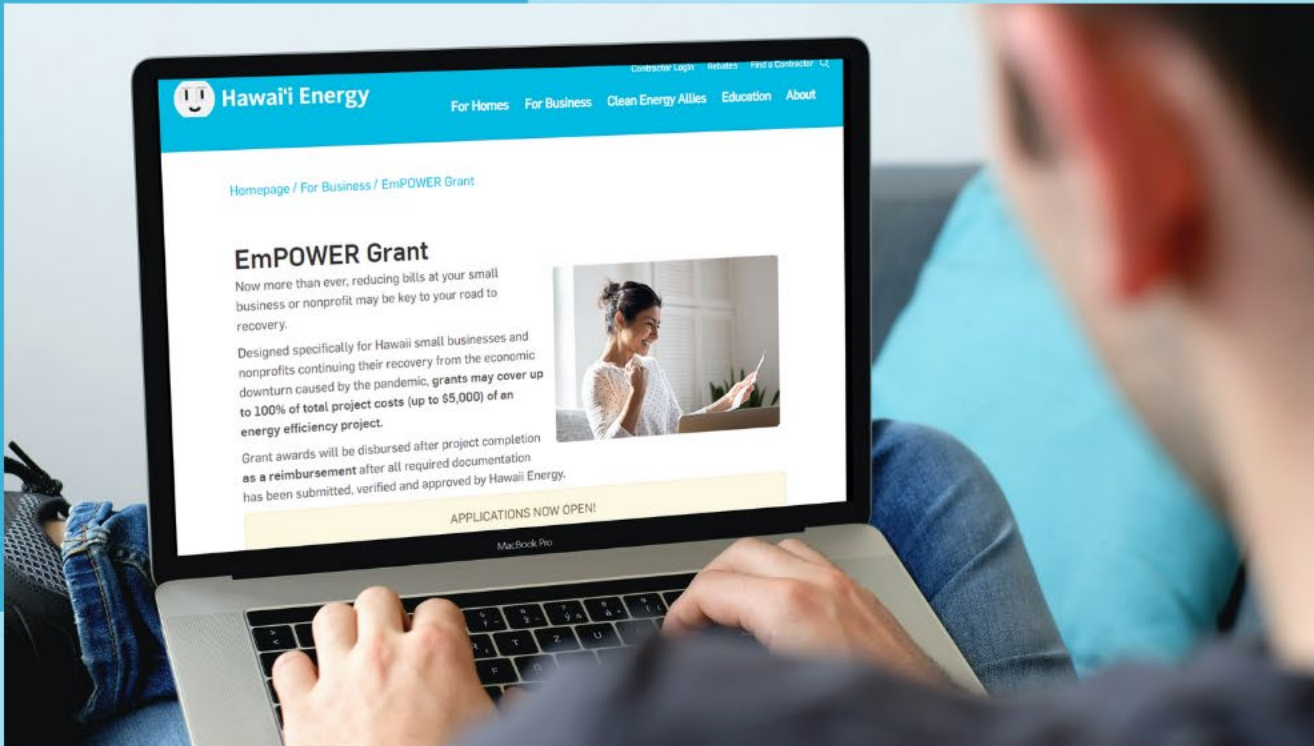 Contractor Login Rebates Find a Contractor
Hawai'i Energy
For Homes For Business Clean Energy Allies Education About
Homepage / For Business / EmPOWER Grant
EmPOWER Grant
Now more than ever, reducing bills at your small
business or nonprofit may be key to your road to
recovery.
Designed specifically for Hawaii small businesses and
nonprofits continuing their recovery from the economic
downturn caused by the pandemic, grants may cover up
to 100% of total project costs (up to $5,000) of an
energy efficiency project.
Grant awards will be disbursed after project completion
as a reimbursement after all required documentation
has been submitted, verified and approved by Hawaii Energy.
APPLICATIONS NOW OPEN!
MacBook Pro
T Z U